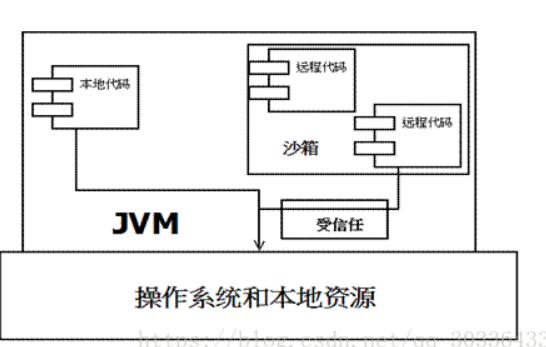 远程代码
本地代码
远程代码
沙箱
JVM
受信任
操作系统和本地资源
https://blog.csdn.net/qq_30336433